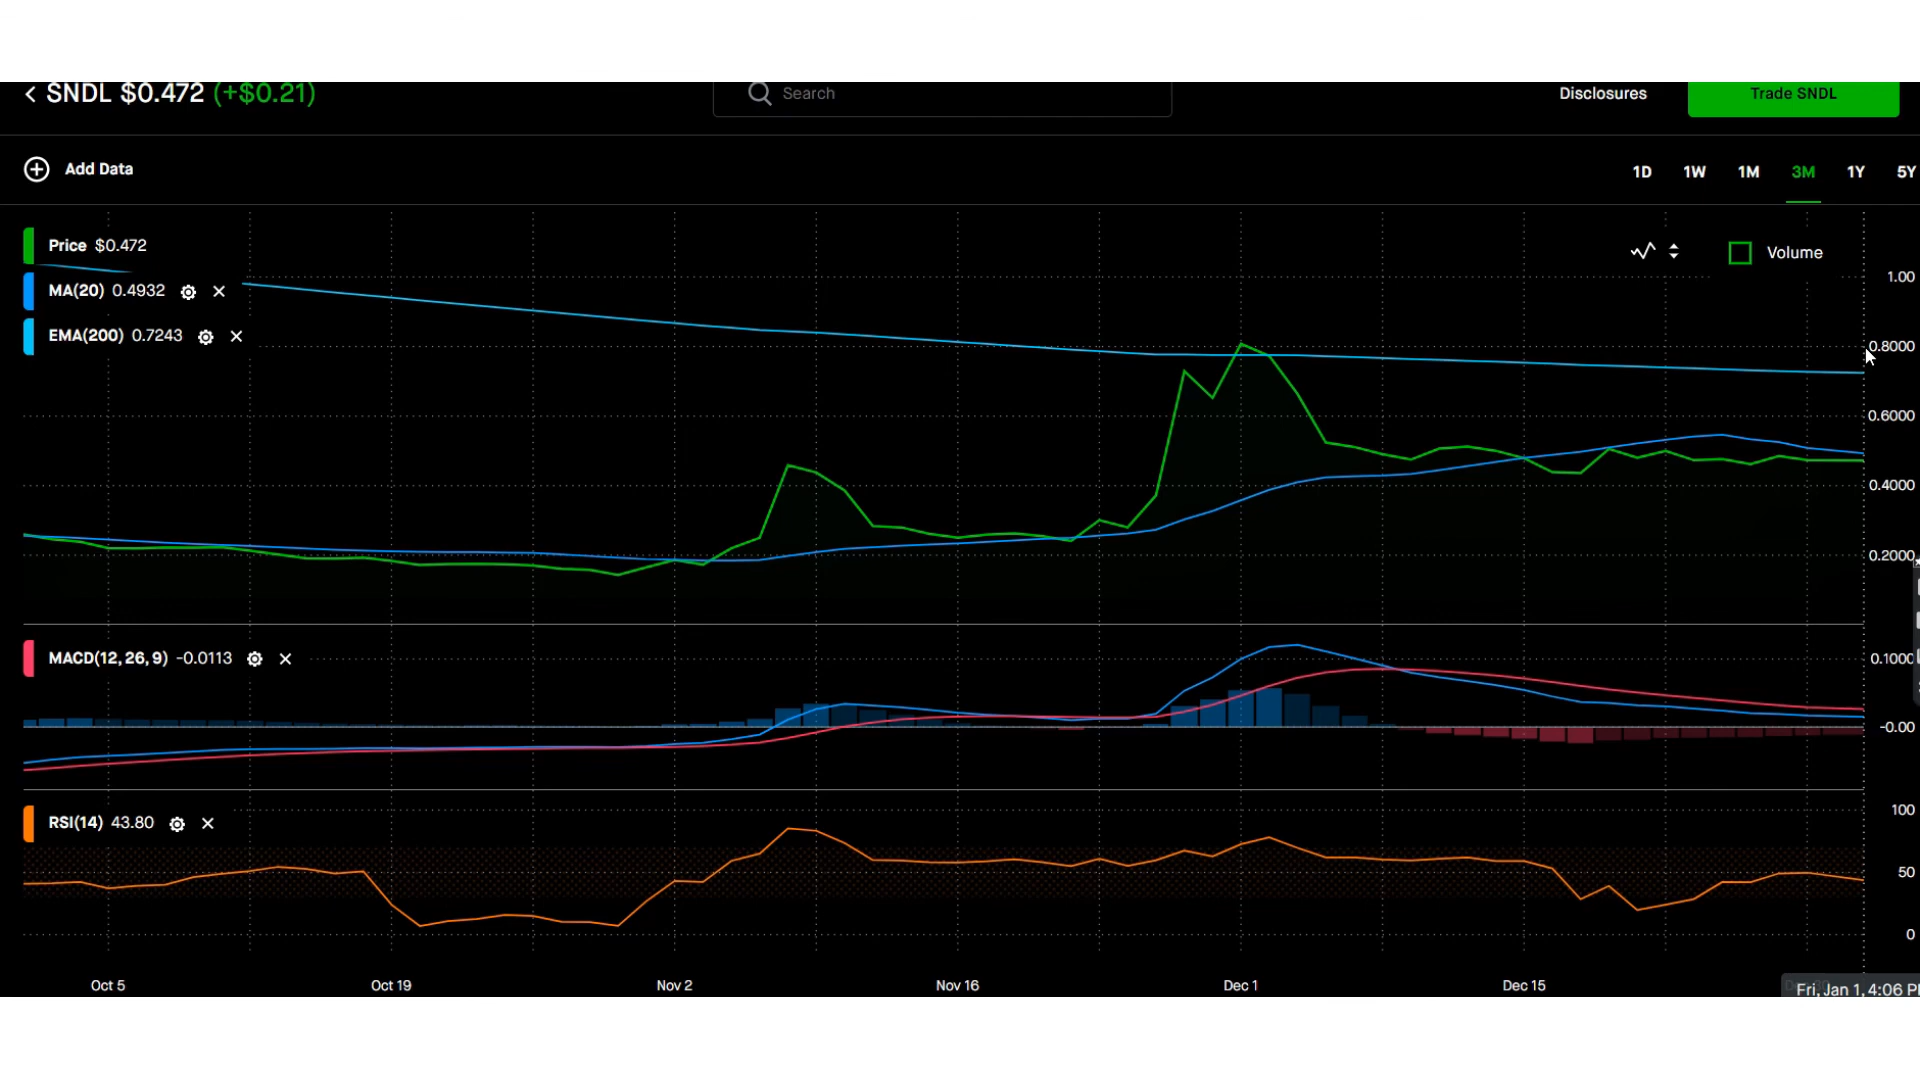 SNDL $0.472 (+$0.21)
Search
Disclosures
Trade SNDL
Add Data
1D 1W 1M 3M 1Y 5Y
Price $0.472
Volume
MA(20) 0.4932
EMA(200) 0.7243
1.00
0.8000
0.6000
0.4000
0.2000
MACD(12, 26, 9) -0.0113
0.1000
-0.00
RSI(14) 43.80
100
50
0
Oct 5 Oct 19 Nov 2 Nov 16 Dec 1 Dec 15
Fri, Jan 1, 4:06 P